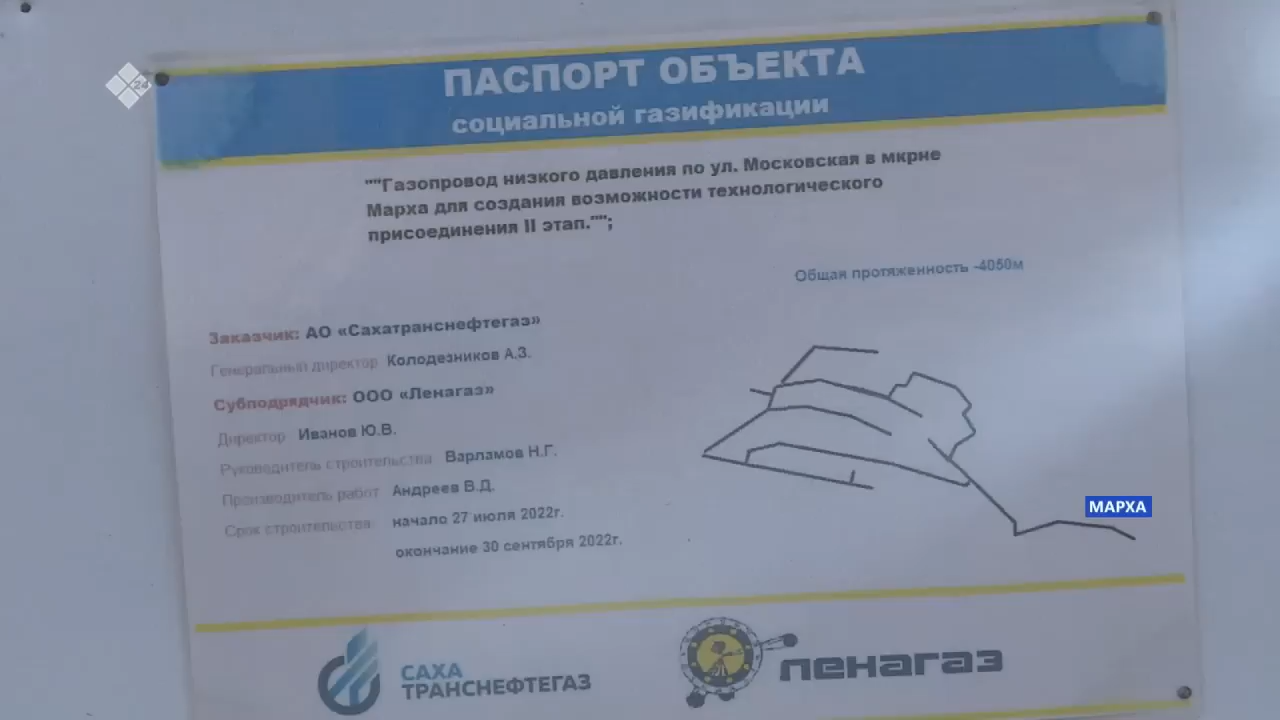 24
ПАСПОРТ ОБЪЕКТА
социальной газификации
""Газопровод низкого давления по ул. Московская в мкрне
Марха для создания возможности технологического
присоединения II этап."";
Общая протяженность -4050м
Заказчик: АО «Сахатранснефтегаз»
Генеральный директор Колодезников А.З.
Субподрядчик: ООО «Ленагаз»
Директор Иванов Ю.В.
Руководитель строительства Варламов Н.Г.
Производитель работ Андреев В.Д.
Срок строительства: начало 27 июля 2022г.
окончание 30 сентября 2022г.
МАРХА
САХА
ТРАНСНЕФТЕГАЗ
ЛЕНАГАЗ